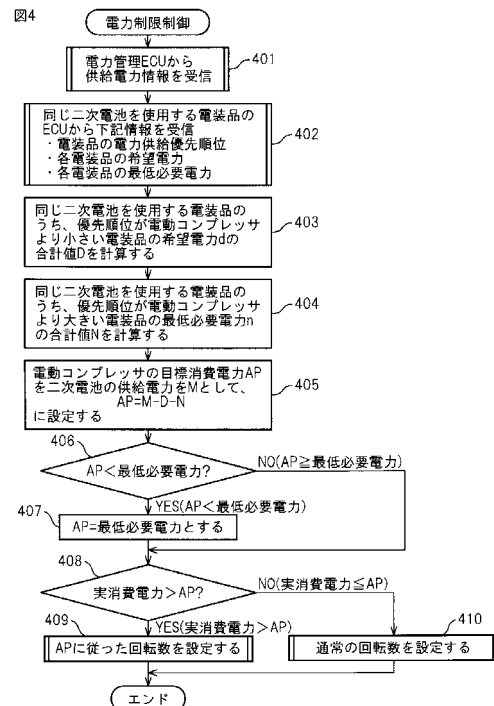 図4
電力制限制御
電力管理ECUから
供給電力情報を受信
401
同じ二次電池を使用する電装品の
ECUから下記情報を受信
・電装品の電力供給優先順位
・各電装品の希望電力
・各電装品の最低必要電力
402
同じ二次電池を使用する電装品の
うち、優先順位が電動コンプレッサ
より小さい電装品の希望電力dの
合計値Dを計算する
403
同じ二次電池を使用する電装品の
うち、優先順位が電動コンプレッサ
より大きい電装品の最低必要電力n
の合計値Nを計算する
404
電動コンプレッサの目標消費電力AP
を二次電池の供給電力をMとして、
AP=M-D-N
に設定する
405
406
AP<最低必要電力?
NO(AP≧最低必要電力)
YES(AP<最低必要電力)
407
AP=最低必要電力とする
408
実消費電力>AP?
NO(実消費電力≦AP)
YES(実消費電力>AP)
409
APに従った回転数を設定する
410
通常の回転数を設定する
エンド